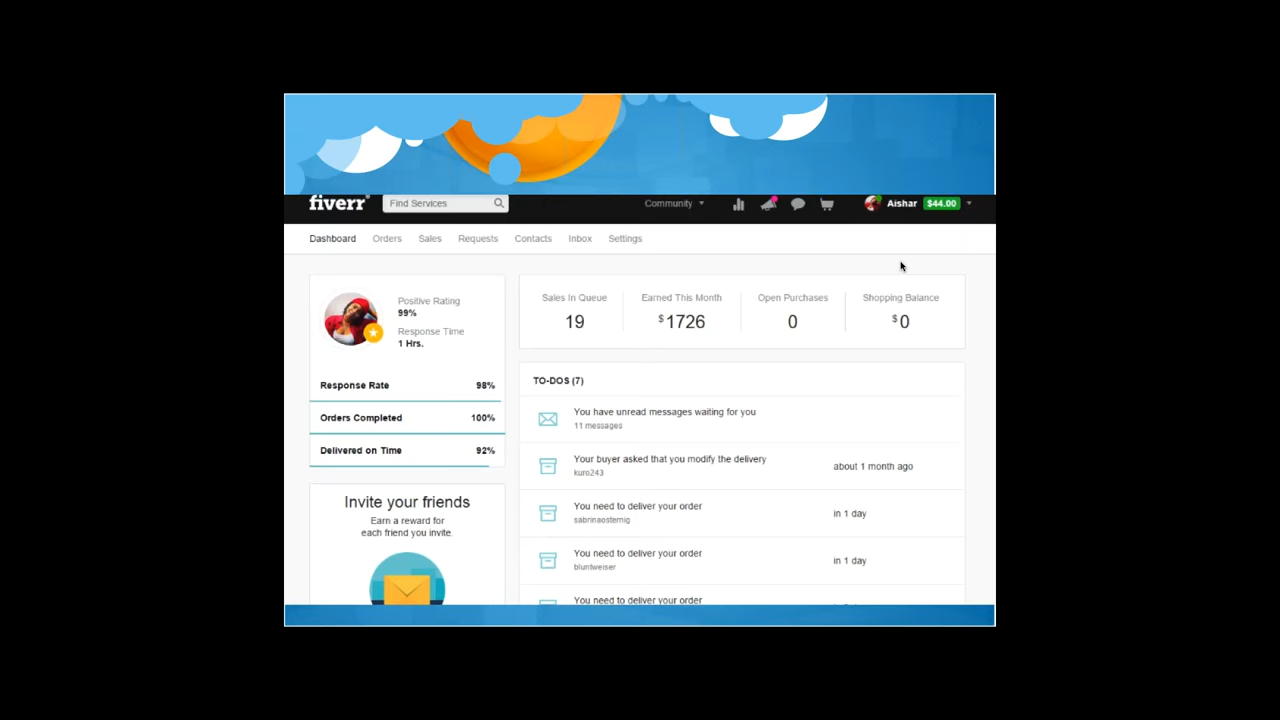 fiverr®
Find Services
Community
Aishar $44.00
Dashboard Orders Sales Requests Contacts Inbox Settings
Positive Rating
99%
Response Time
1 Hrs.
Response Rate 98%
Orders Completed 100%
Delivered on Time 92%
Invite your friends
Earn a reward for
each friend you invite.
Sales In Queue Earned This Month Open Purchases Shopping Balance
19 $1726 0 $0
TO-DOS (7)
You have unread messages waiting for you
11 messages
Your buyer asked that you modify the delivery
kuro243
about 1 month ago
You need to deliver your order
sabrinaosternig
in 1 day
You need to deliver your order
bluntweiser
in 1 day
You need to deliver your order